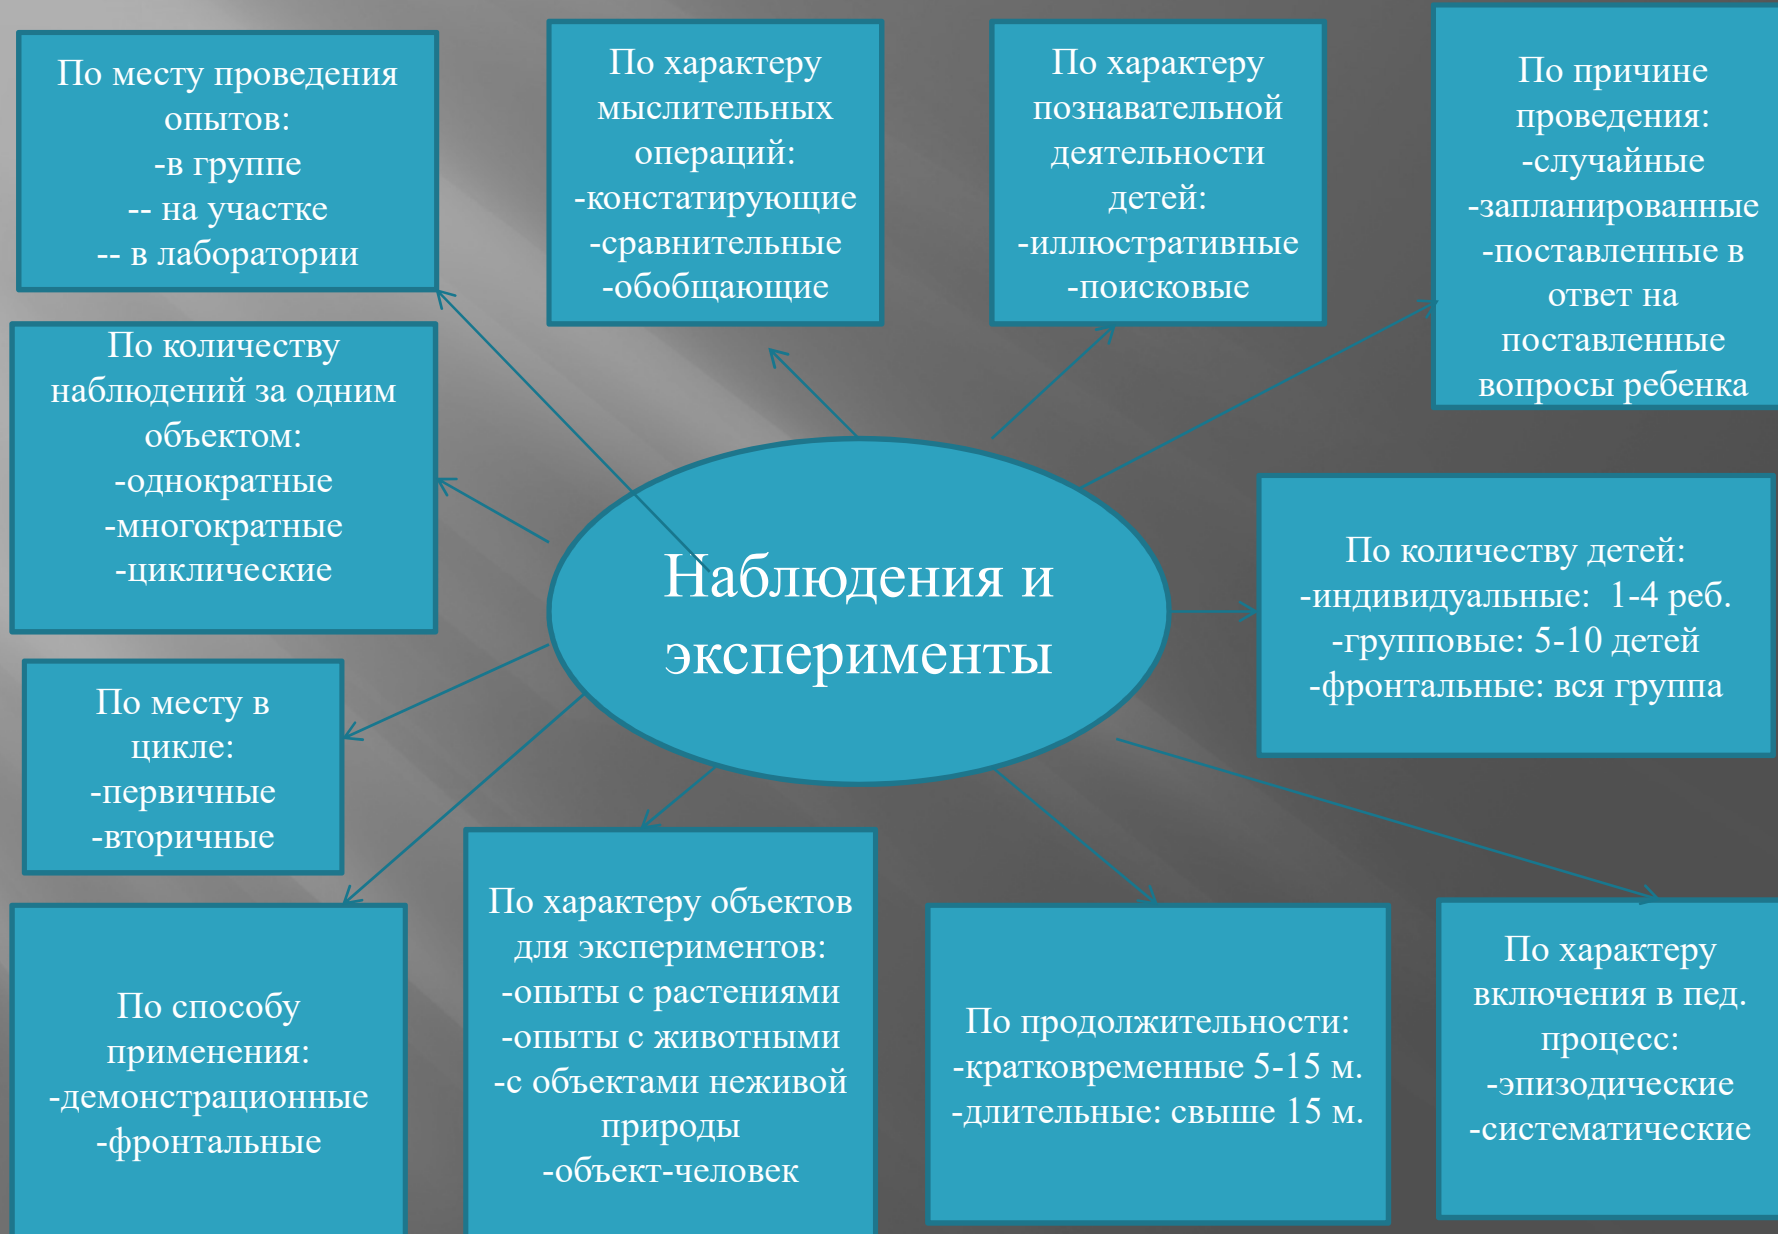 По месту проведения
опытов:
-в группе
-- на участке
-- в лаборатории
По характеру
мыслительных
операций:
-констатирующие
-сравнительные
-обобщающие
По характеру
познавательной
деятельности
детей:
-иллюстративные
-поисковые
По причине
проведения:
-случайные
-запланированные
-поставленные в
ответ на
поставленные
вопросы ребенка
По количеству
наблюдений за одним
объектом:
-однократные
-многократные
-циклические
Наблюдения и
эксперименты
По количеству детей:
-индивидуальные: 1-4 реб.
-групповые: 5-10 детей
-фронтальные: вся группа
По месту в
цикле:
-первичные
-вторичные
По способу
применения:
-демонстрационные
-фронтальные
По характеру объектов
для экспериментов:
-опыты с растениями
-опыты с животными
-с объектами неживой
природы
-объект-человек
По продолжительности:
-кратковременные 5-15 м.
-длительные: свыше 15 м.
По характеру
включения в пед.
процесс:
-эпизодические
-систематические